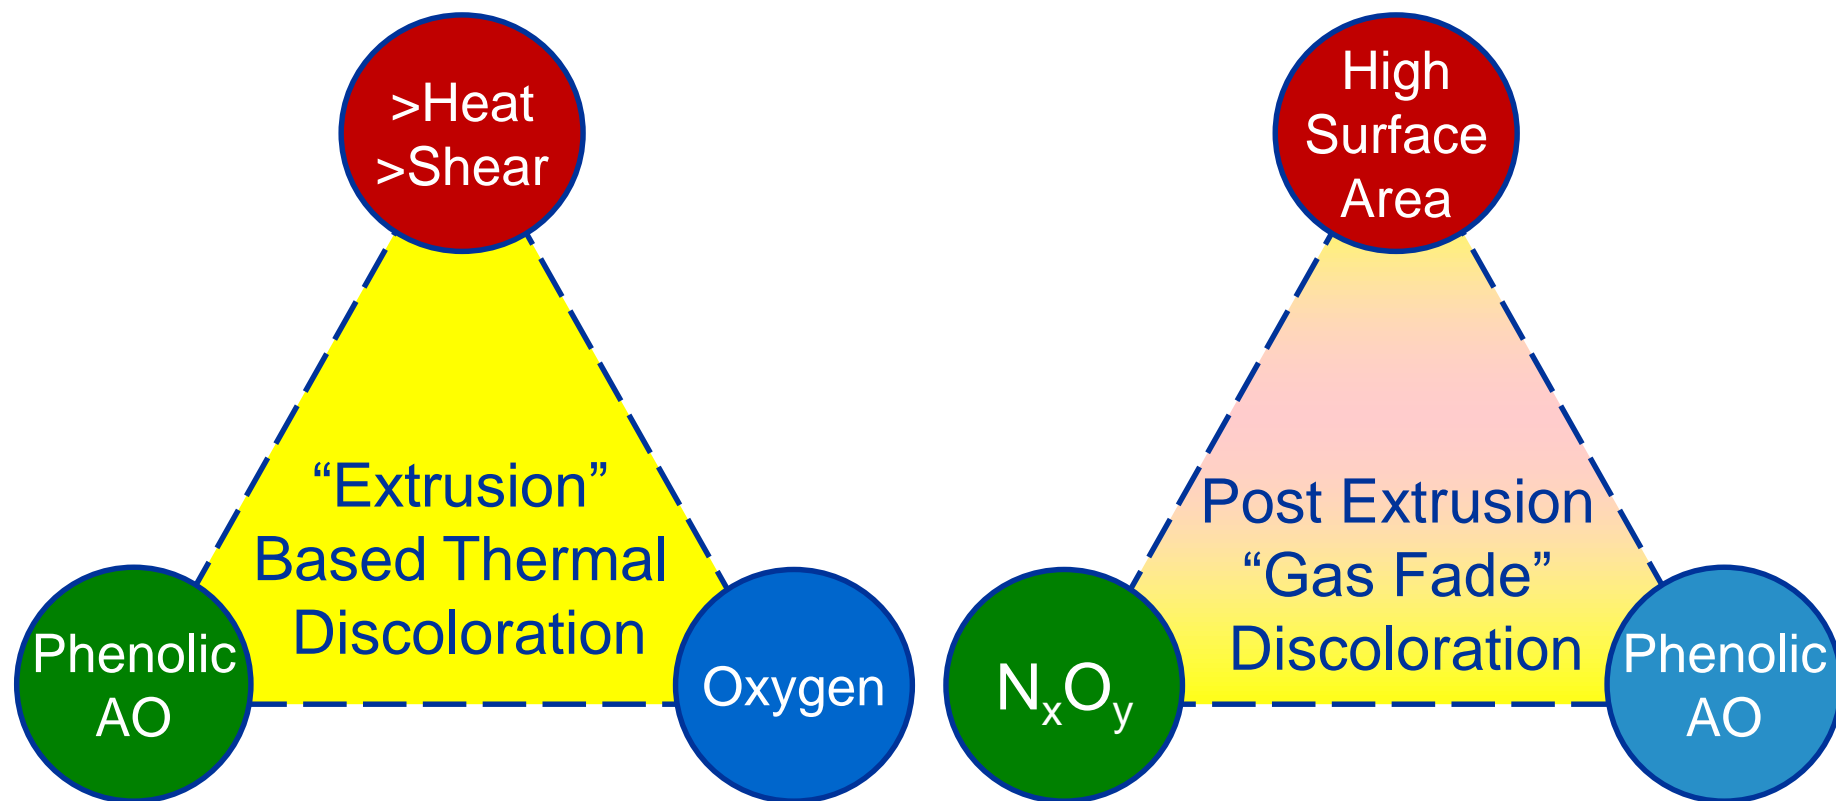 >Heat
>Shear
“Extrusion”
Based Thermal
Discoloration
Phenolic
AO
Oxygen
High
Surface
Area
Post Extrusion
“Gas Fade”
Discoloration
NₓOᵧ
Phenolic
AO